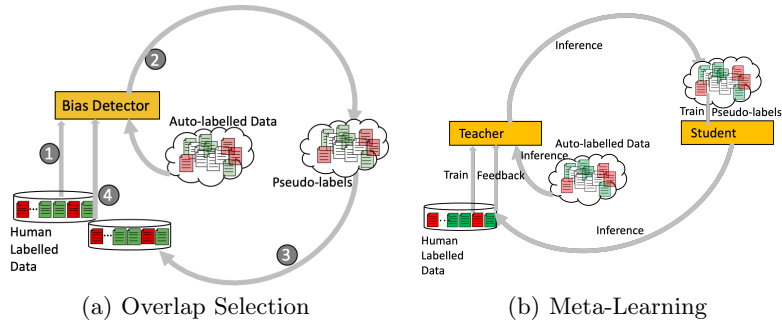 2
Bias Detector
Auto-labelled Data
1
Pseudo-labels
4
Human
Labelled
Data
3
(a) Overlap Selection
Inference
Train
Pseudo-labels
Teacher
Student
Inference
Auto-labelled Data
Train
Feedback
Human
Labelled
Data
Inference
(b) Meta-Learning